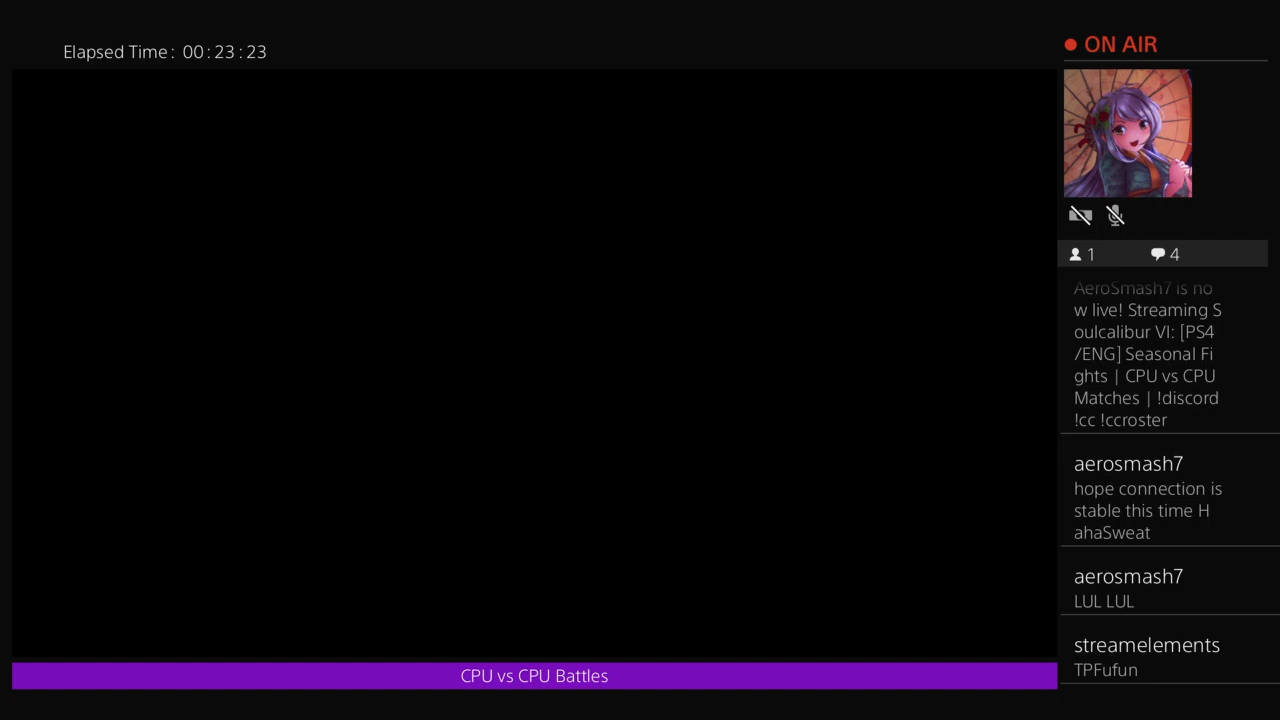 Elapsed Time: 00:23:23
ON AIR
1
4
AeroSmash7 is no
w live! Streaming S
oulcalibur VI: [PS4
/ENG] Seasonal Fi
ghts | CPU vs CPU
Matches | !discord
!cc !ccroster
aerosmash7
hope connection is
stable this time H
ahaSweat
aerosmash7
LUL LUL
streamelements
TPFufun
CPU vs CPU Battles